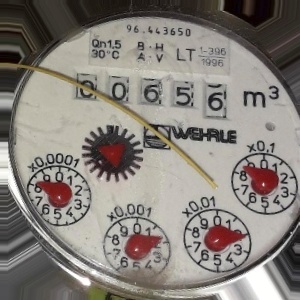 96.443650
Qn1.5 B-H LT 1-396
30°C A-V 1996
00656 m³
WEHRLE
x0,0001
x0,1
x0,001
x0,01